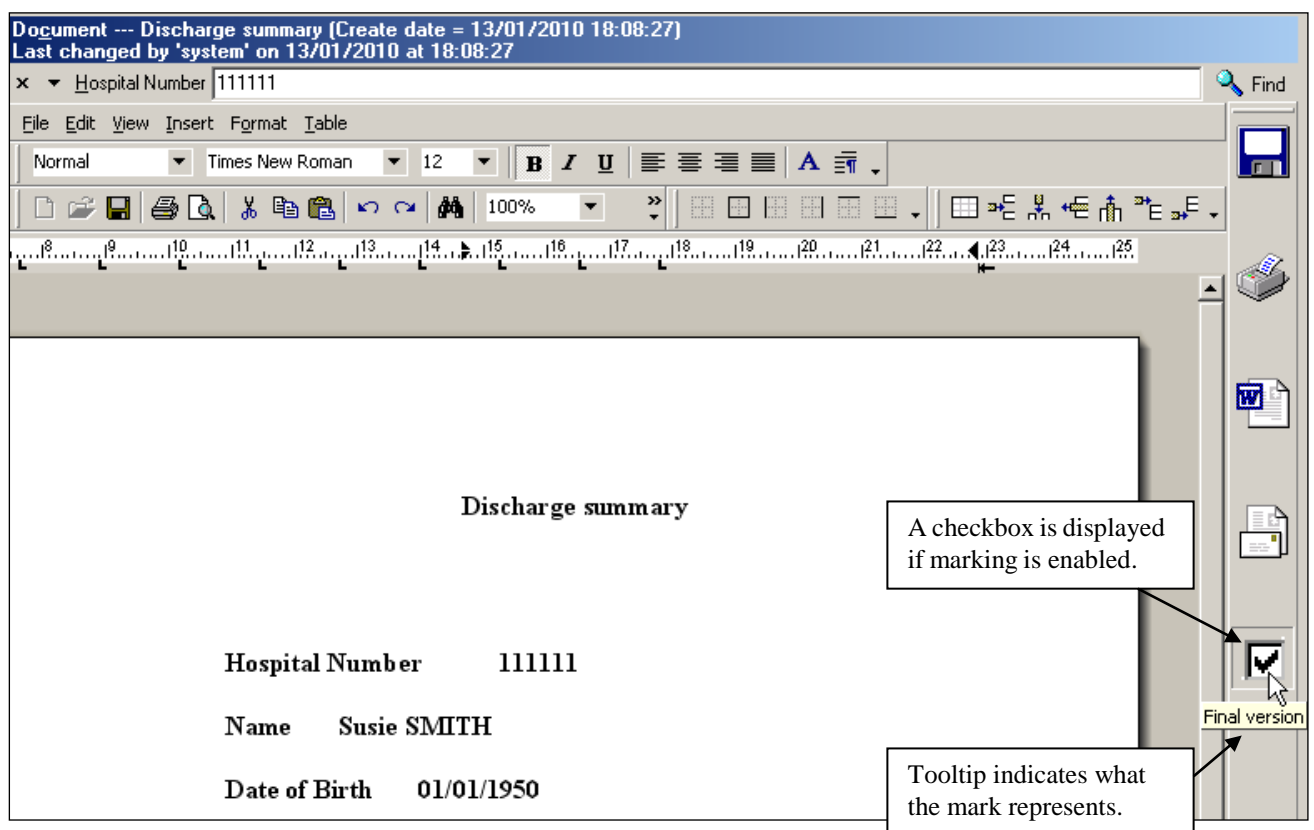 Document --- Discharge summary (Create date = 13/01/2010 18:08:27)
Last changed by 'system' on 13/01/2010 at 18:08:27
Hospital Number 111111 Find
File Edit View Insert Format Table
Normal Times New Roman 12 B I U A
100%
8 9 10 11 12 13 14 15 16 17 18 19 20 21 22 23 24 25
Discharge summary
A checkbox is displayed
if marking is enabled.
Hospital Number 111111
Final version
Name Susie SMITH
Tooltip indicates what
the mark represents.
Date of Birth 01/01/1950